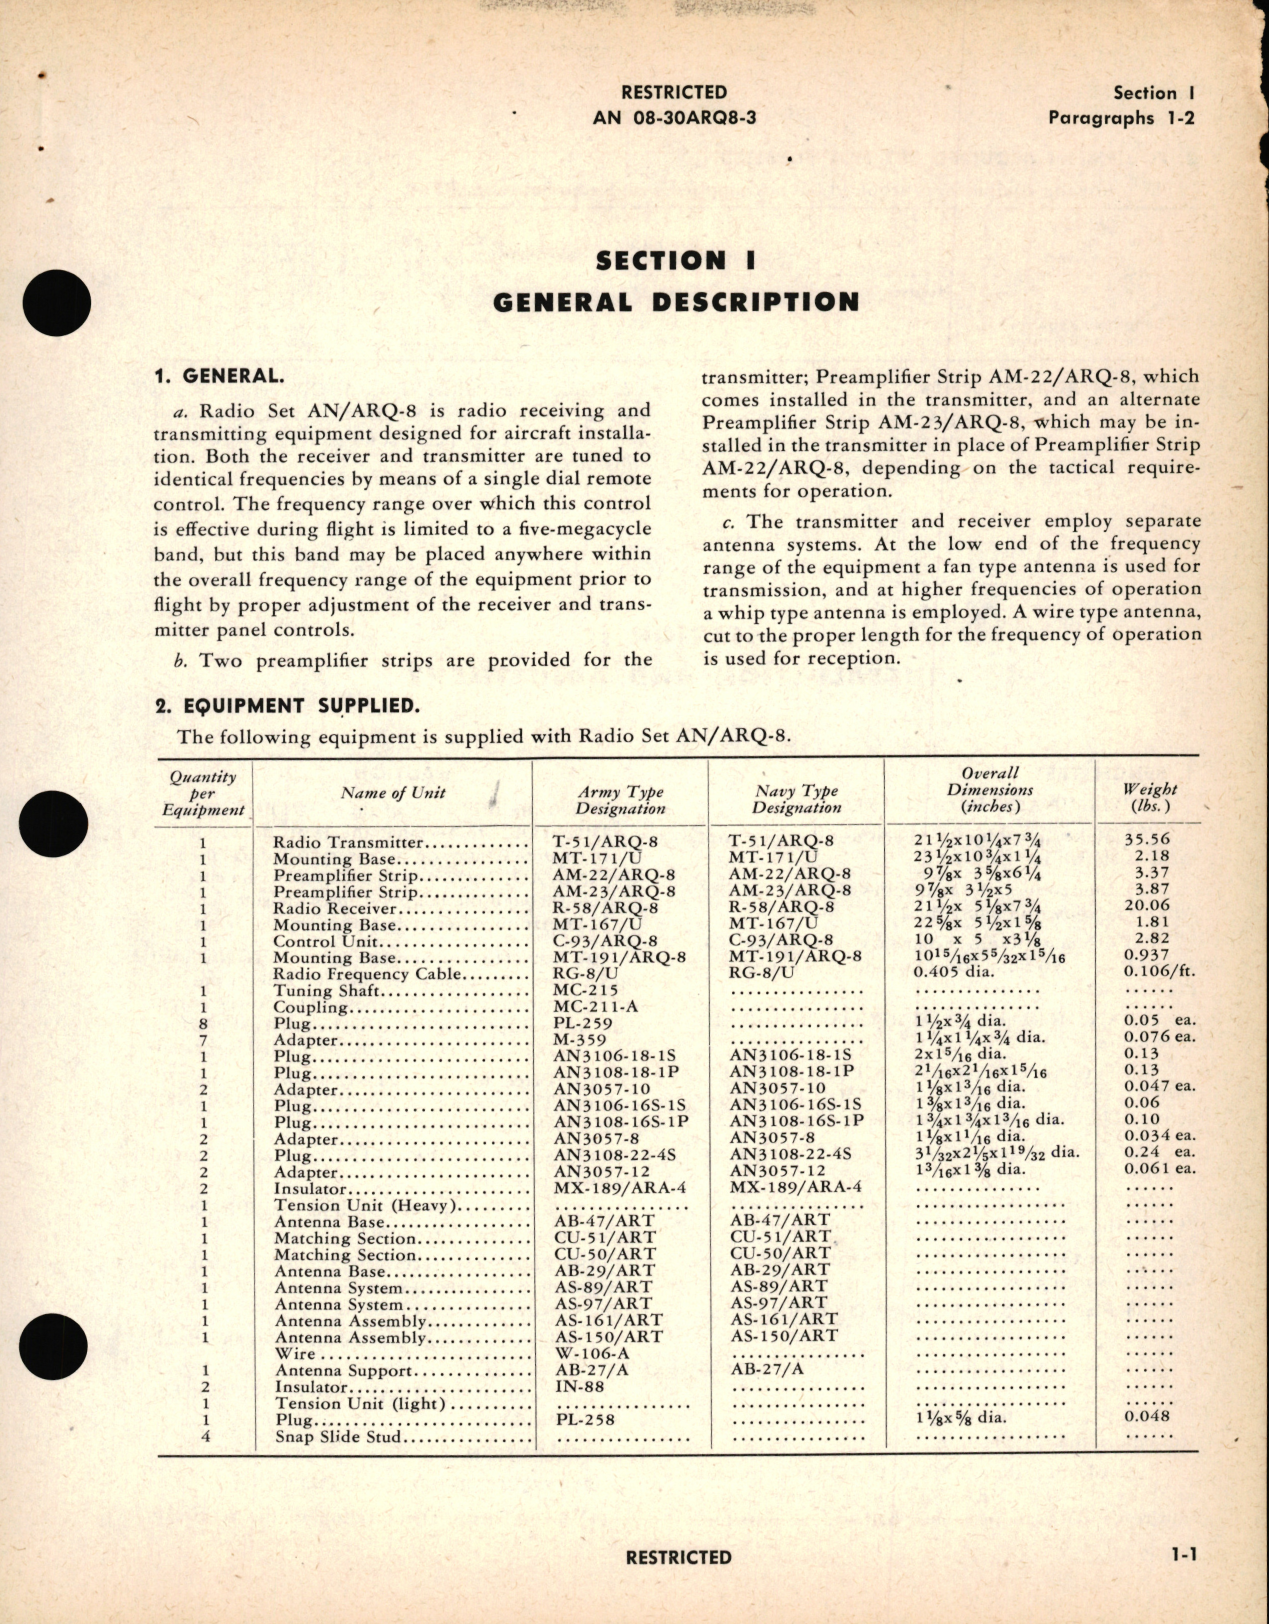 RESTRICTED
AN 08-30ARQ8-3
Section I
Paragraphs 1-2
SECTION I
GENERAL DESCRIPTION
1. GENERAL.
a. Radio Set AN/ARQ-8 is radio receiving and
transmitting equipment designed for aircraft installa-
tion. Both the receiver and transmitter are tuned to
identical frequencies by means of a single dial remote
control. The frequency range over which this control
is effective during flight is limited to a five-megacycle
band, but this band may be placed anywhere within
the overall frequency range of the equipment prior to
flight by proper adjustment of the receiver and trans-
mitter panel controls.
b. Two preamplifier strips are provided for the
transmitter; Preamplifier Strip AM-22/ARQ-8, which
comes installed in the transmitter, and an alternate
Preamplifier Strip AM-23/ARQ-8, which may be in-
stalled in the transmitter in place of Preamplifier Strip
AM-22/ARQ-8, depending on the tactical require-
ments for operation.
c. The transmitter and receiver employ separate
antenna systems. At the low end of the frequency
range of the equipment a fan type antenna is used for
transmission, and at higher frequencies of operation
a whip type antenna is employed. A wire type antenna,
cut to the proper length for the frequency of operation
is used for reception.
2. EQUIPMENT SUPPLIED.
The following equipment is supplied with Radio Set AN/ARQ-8.
Quantity per Equipment | Name of Unit | Army Type Designation | Navy Type Designation | Overall Dimensions (inches) | Weight (lbs.)
1 Radio Transmitter............. T-51/ARQ-8 T-51/ARQ-8 21½x10¼x7¾ 35.56
1 Mounting Base................ MT-171/U MT-171/U 23½x10¾x1¼ 2.18
1 Preamplifier Strip............. AM-22/ARQ-8 AM-22/ARQ-8 9⅞x 3⅝x6¼ 3.37
1 Preamplifier Strip............. AM-23/ARQ-8 AM-23/ARQ-8 9⅞x 3½x5 3.87
1 Radio Receiver................ R-58/ARQ-8 R-58/ARQ-8 21½x 5⅛x7¾ 20.06
1 Mounting Base................ MT-167/U MT-167/U 22⅝x 5½x1⅝ 1.81
1 Control Unit.................. C-93/ARQ-8 C-93/ARQ-8 10 x 5 x3⅛ 2.82
1 Mounting Base................ MT-191/ARQ-8 MT-191/ARQ-8 10 15/16x5 5/32x1 5/16 0.937
Radio Frequency Cable......... RG-8/U RG-8/U 0.405 dia. 0.106/ft.
1 Tuning Shaft.................. MC-215 ................ ............... ......
1 Coupling...................... MC-211-A ................ ............... ......
8 Plug.......................... PL-259 ................ 1½x¾ dia. 0.05 ea.
7 Adapter....................... M-359 ................ 1¼x1¼x¾ dia. 0.076 ea.
1 Plug.......................... AN3106-18-1S AN3106-18-1S 2x1 5/16 dia. 0.13
1 Plug.......................... AN3108-18-1P AN3108-18-1P 2 1/16x2 1/16x1 5/16 0.13
2 Adapter....................... AN3057-10 AN3057-10 1⅛x1 3/16 dia. 0.047 ea.
1 Plug.......................... AN3106-16S-1S AN3106-16S-1S 1⅜x1 3/16 dia. 0.06
1 Plug.......................... AN3108-16S-1P AN3108-16S-1P 1¾x1¾x1 3/16 dia. 0.10
2 Adapter....................... AN3057-8 AN3057-8 1⅛x1 1/16 dia. 0.034 ea.
2 Plug.......................... AN3108-22-4S AN3108-22-4S 3 1/32x2⅕x1 19/32 dia. 0.24 ea.
2 Adapter....................... AN3057-12 AN3057-12 1 3/16x1⅜ dia. 0.061 ea.
2 Insulator...................... MX-189/ARA-4 MX-189/ARA-4 ............... ......
1 Tension Unit (Heavy)......... ................ ................ .................. ......
1 Antenna Base.................. AB-47/ART AB-47/ART .................. ......
1 Matching Section.............. CU-51/ART CU-51/ART .................. ......
1 Matching Section.............. CU-50/ART CU-50/ART .................. ......
1 Antenna Base.................. AB-29/ART AB-29/ART .................. ......
1 Antenna System............... AS-89/ART AS-89/ART .................. ......
1 Antenna System............... AS-97/ART AS-97/ART .................. ......
1 Antenna Assembly............. AS-161/ART AS-161/ART .................. ......
1 Antenna Assembly............. AS-150/ART AS-150/ART .................. ......
Wire.......................... W-106-A ................ .................. ......
1 Antenna Support.............. AB-27/A AB-27/A .................. ......
2 Insulator...................... IN-88 ................ .................. ......
1 Tension Unit (light).......... ................ ................ .................. ......
1 Plug.......................... PL-258 ................ 1⅛x⅝ dia. 0.048
4 Snap Slide Stud................ ................ ................ .................. ......
RESTRICTED
1-1